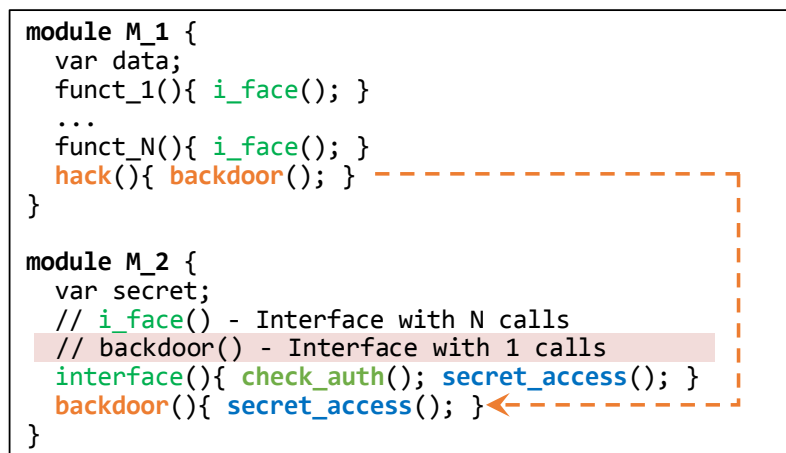 module M_1 {
var data;
funct_1(){ i_face(); }
...
funct_N(){ i_face(); }
hack(){ backdoor(); }
}
module M_2 {
var secret;
// i_face() - Interface with N calls
// backdoor() - Interface with 1 calls
interface(){ check_auth(); secret_access(); }
backdoor(){ secret_access(); }
}